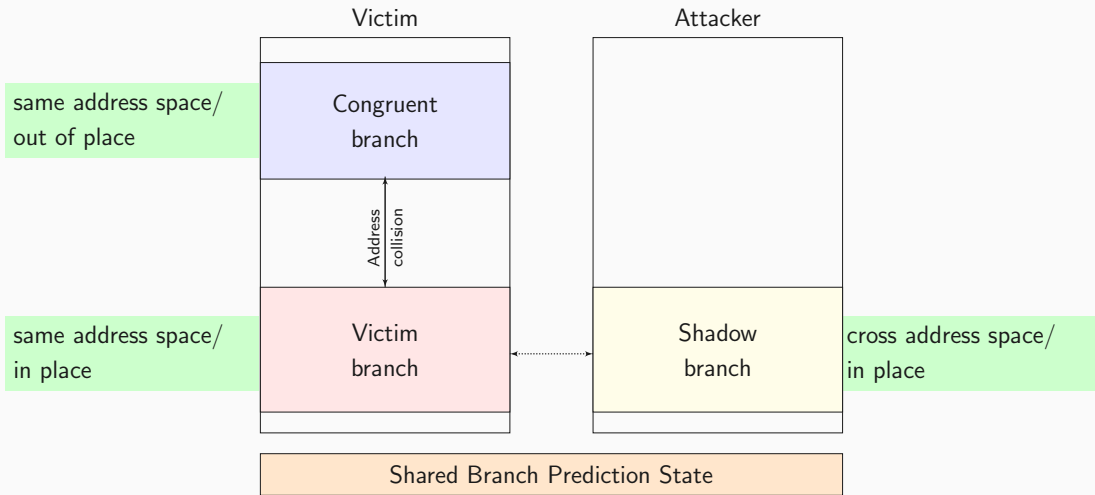 Victim
Attacker
same address space/
out of place
Congruent
branch
Address
collision
same address space/
in place
Victim
branch
Shadow
branch
cross address space/
in place
Shared Branch Prediction State